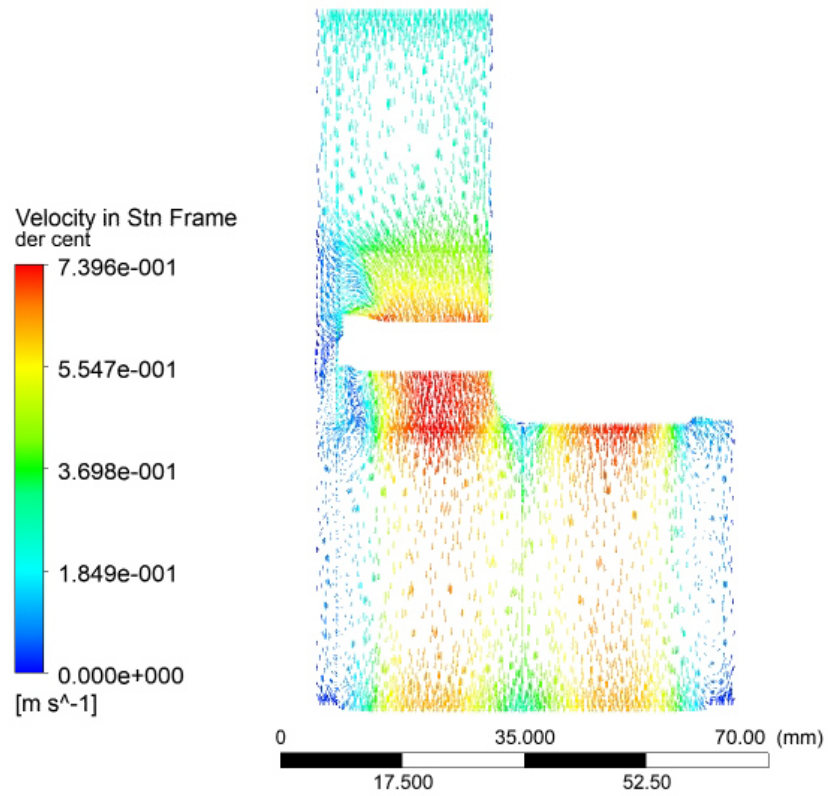 Velocity in Stn Frame
der cent
7.396e-001
5.547e-001
3.698e-001
1.849e-001
0.000e+000
[m s^-1]
0 35.000 70.00 (mm)
17.500 52.50